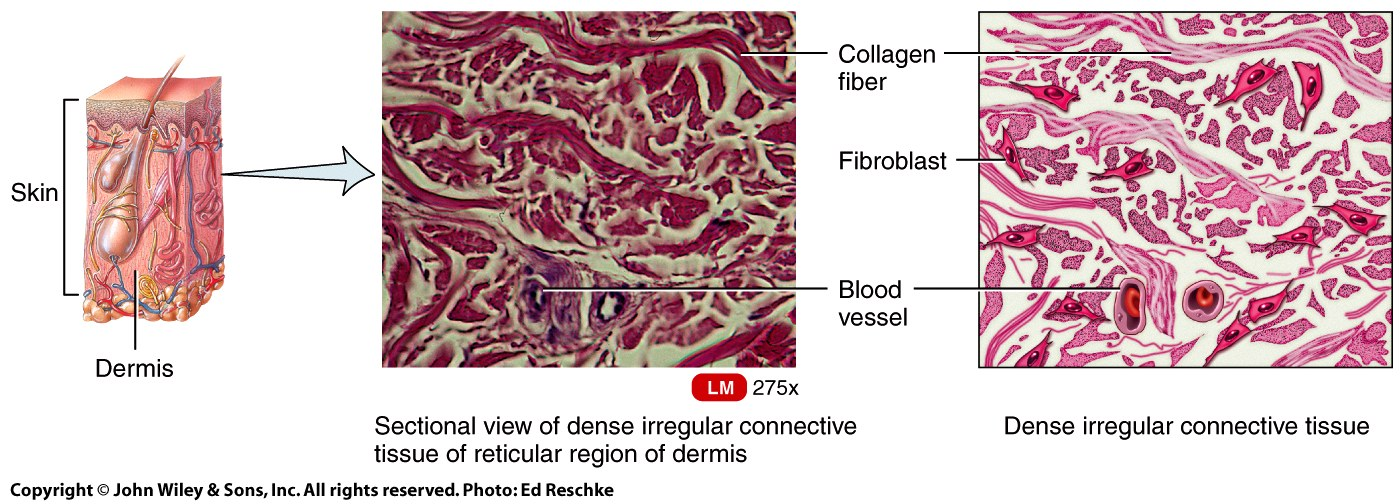 Skin
Dermis
Collagen
fiber
Fibroblast
Blood
vessel
LM 275x
Sectional view of dense irregular connective
tissue of reticular region of dermis
Dense irregular connective tissue
Copyright © John Wiley & Sons, Inc. All rights reserved. Photo: Ed Reschke